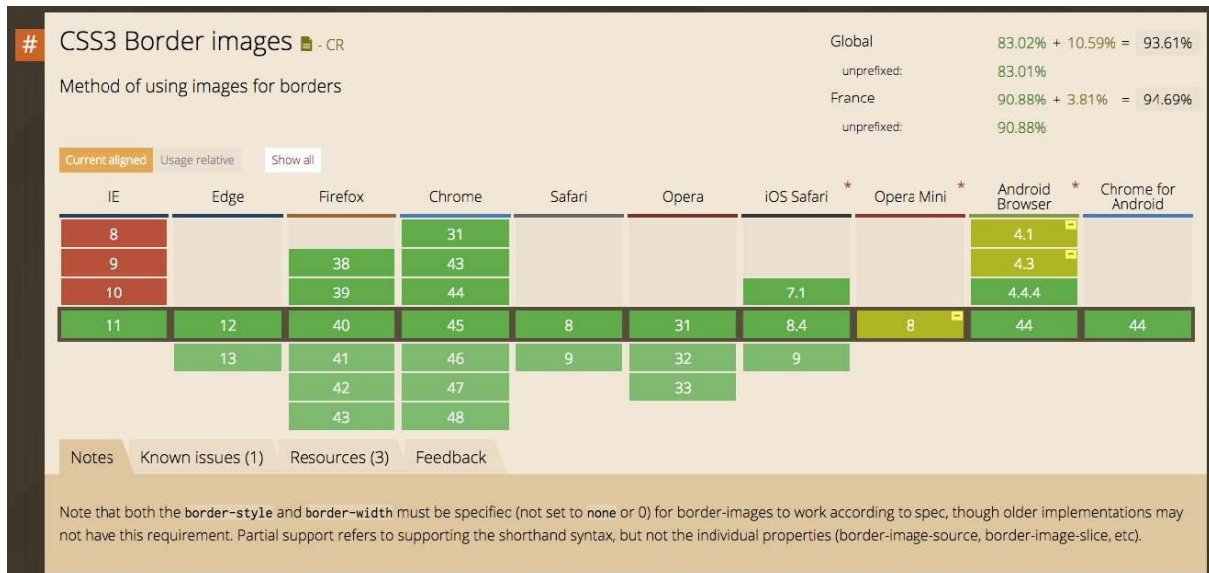 #
CSS3 Border images - CR
Method of using images for borders
Global 83.02% + 10.59% = 93.61%
unprefixed: 83.01%
France 90.88% + 3.81% = 94.69%
unprefixed: 90.88%
Current aligned Usage relative Show all
IE Edge Firefox Chrome Safari Opera iOS Safari * Opera Mini * Android Browser * Chrome for Android
8 31 4.1 -
9 38 43 4.3 -
10 39 44 7.1 4.4.4
11 12 40 45 8 31 8.4 8 - 44 44
13 41 46 9 32 9
42 47 33
43 48
Notes Known issues (1) Resources (3) Feedback
Note that both the border-style and border-width must be specified (not set to none or 0) for border-images to work according to spec, though older implementations may
not have this requirement. Partial support refers to supporting the shorthand syntax, but not the individual properties (border-image-source, border-image-slice, etc).